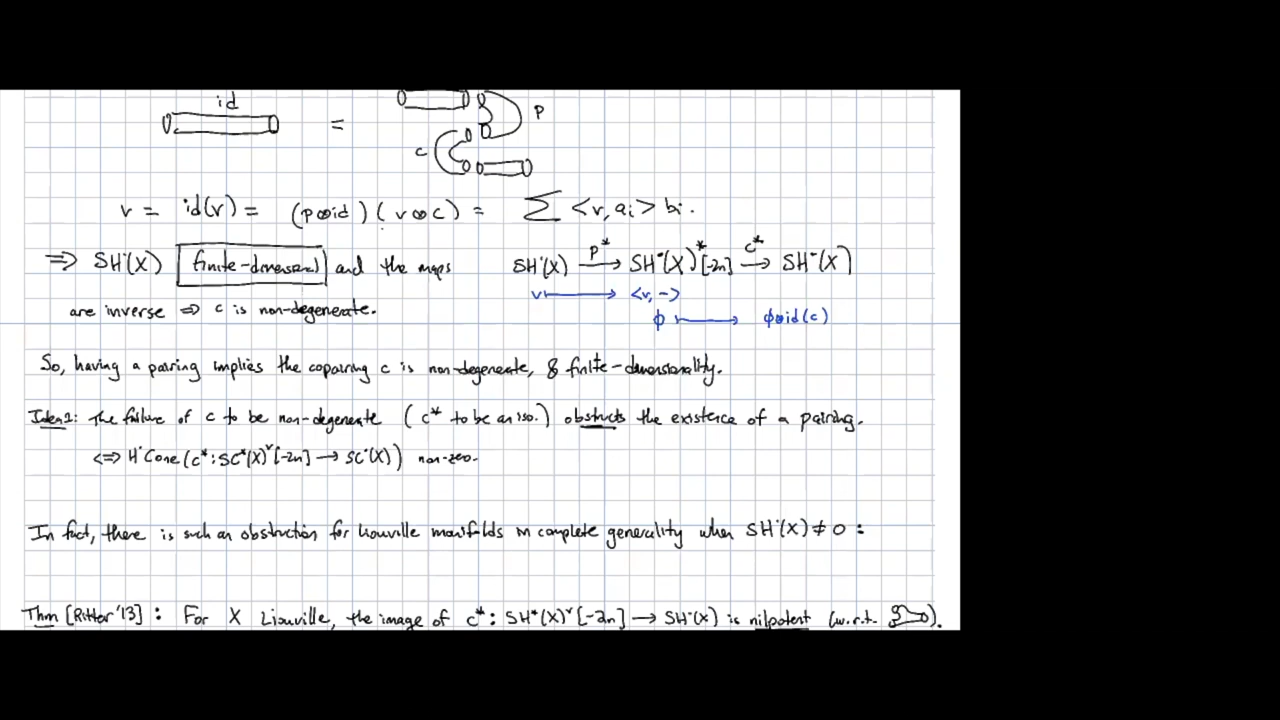 id
= p
c
v = id(v) = (p⊗id)(v⊗c) = Σ <v, aᵢ> bᵢ.
⇒ SH˙(X) finite-dimensional and the maps SH˙(X) →^{p*} SH˙(X)^*[-2n] →^{c*} SH˙(X)
v ↦ <v, ->
are inverse ⇒ c is non-degenerate. φ ↦ φ⊗id(c)
So, having a pairing implies the copairing c is non-degenerate, & finite-dimensionality.
Idea 1: The failure of c to be non-degenerate (c* to be an iso.) obstructs the existence of a pairing.
⟺ H˙Cone(c*: SC*(X)^∨[-2n] → SC˙(X)) non-zero.
In fact, there is such an obstruction for Liouville manifolds in complete generality when SH˙(X) ≠ 0 :
Thm [Ritter '13] : For X Liouville, the image of c* : SH*(X)^∨[-2n] → SH˙(X) is nilpotent (w.r.t. ).